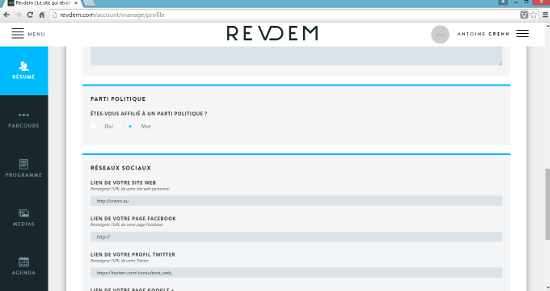 Revdem | Le site qui révèl
revdem.com/account/manage/profile
MENU
REVDEM
ANTOINE CRENN
RÉSUMÉ
PARCOURS
PROGRAMME
MEDIAS
AGENDA
PARTI POLITIQUE
ÊTES-VOUS AFFILIÉ À UN PARTI POLITIQUE ?
Oui Non
RÉSEAUX SOCIAUX
LIEN DE VOTRE SITE WEB
Renseignez l'URL de votre site web personnel
http://crenn.eu
LIEN DE VOTRE PAGE FACEBOOK
Renseignez l'URL de votre page Facebook
http://
LIEN DE VOTRE PROFIL TWITTER
Renseignez l'URL de votre Twitter
https://twitter.com/consultant_web_
LIEN DE VOTRE PAGE GOOGLE +